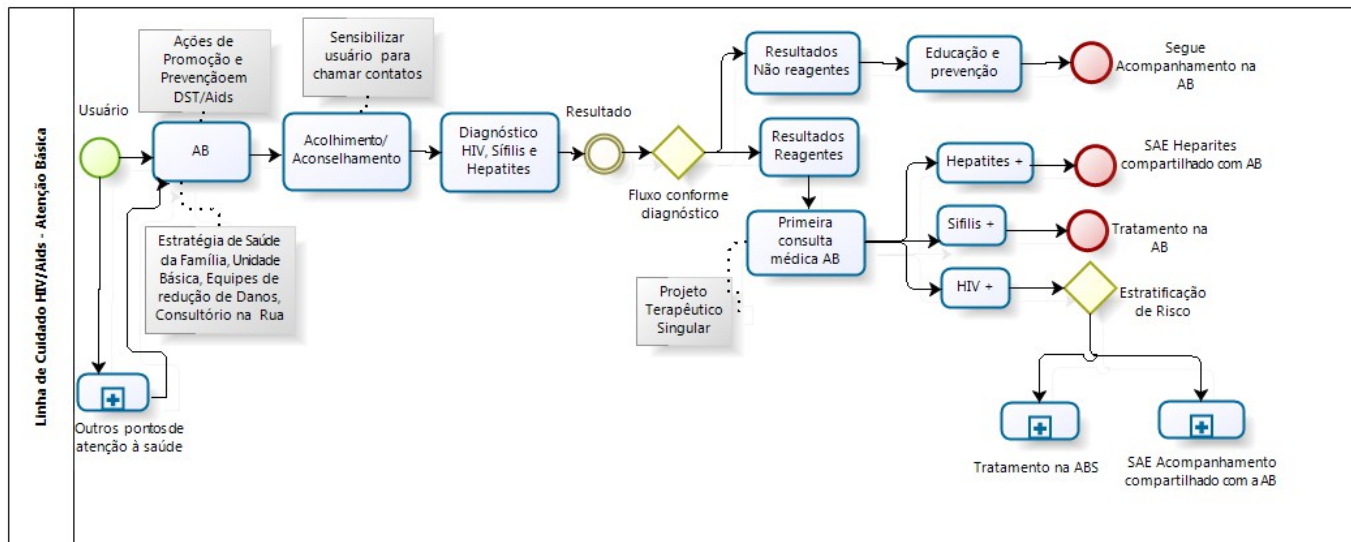 Linha de Cuidado HIV/Aids - Atenção Básica
Usuário
Ações de
Promoção e
Prevençãoem
DST/Aids
AB
Estratégia de Saúde
da Família, Unidade
Básica, Equipes de
redução de Danos,
Consultório na Rua
Outros pontos de
atenção à saúde
Sensibilizar
usuário para
chamar contatos
Acolhimento/
Aconselhamento
Diagnóstico
HIV, Sífilis e
Hepatites
Resultado
Fluxo conforme
diagnóstico
Resultados
Não reagentes
Educação e
prevenção
Segue
Acompanhamento na
AB
Resultados
Reagentes
Primeira
consulta
médica AB
Projeto
Terapêutico
Singular
Hepatites +
SAE Heparites
compartilhado com AB
Sifilis +
Tratamento na
AB
HIV +
Estratificação
de Risco
Tratamento na ABS
SAE Acompanhamento
compartilhado com a AB